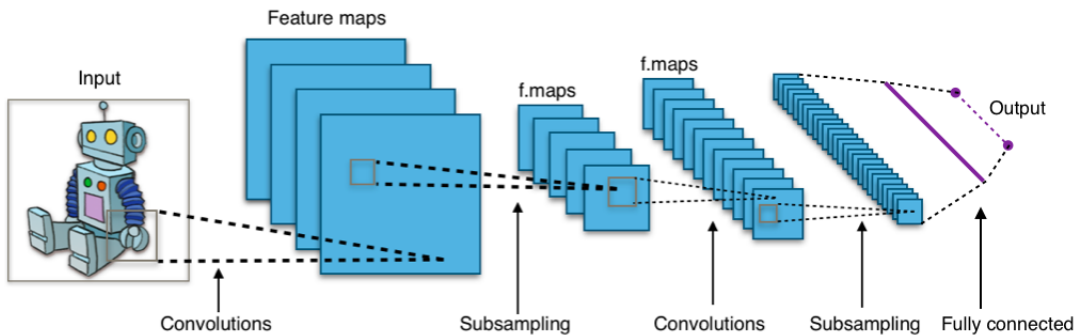 Feature maps
Input
f.maps
f.maps
Output
Convolutions
Subsampling
Convolutions
Subsampling
Fully connected